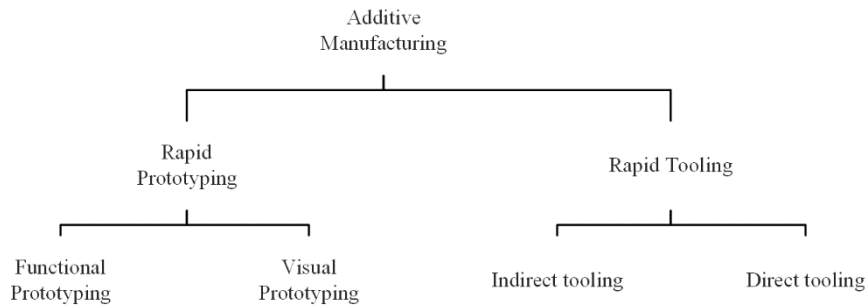 Additive
Manufacturing
Rapid
Prototyping
Rapid Tooling
Functional
Prototyping
Visual
Prototyping
Indirect tooling
Direct tooling